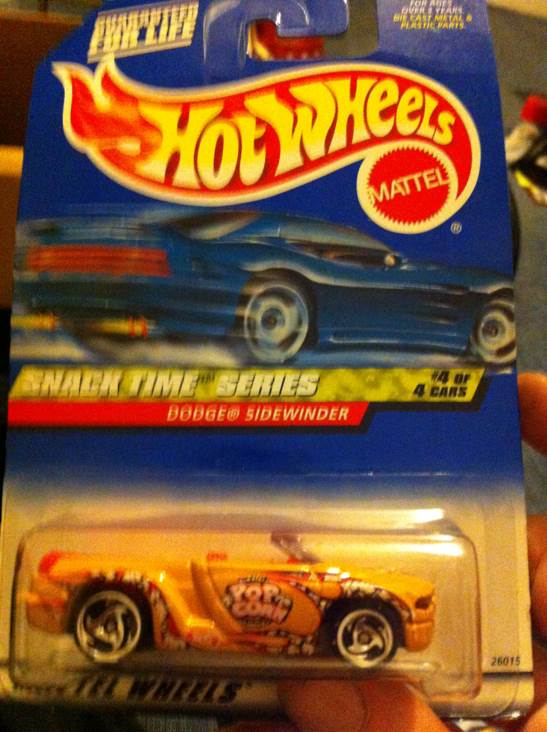 GUARANTEED
FOR LIFE
FOR AGES
OVER 3 YEARS.
DIE CAST METAL &
PLASTIC PARTS.
HOT WHEELS
MATTEL
®
SNACK TIME™ SERIES
#4 OF
4 CARS
DODGE® SIDEWINDER
POP
CORN
26015
WHEELS